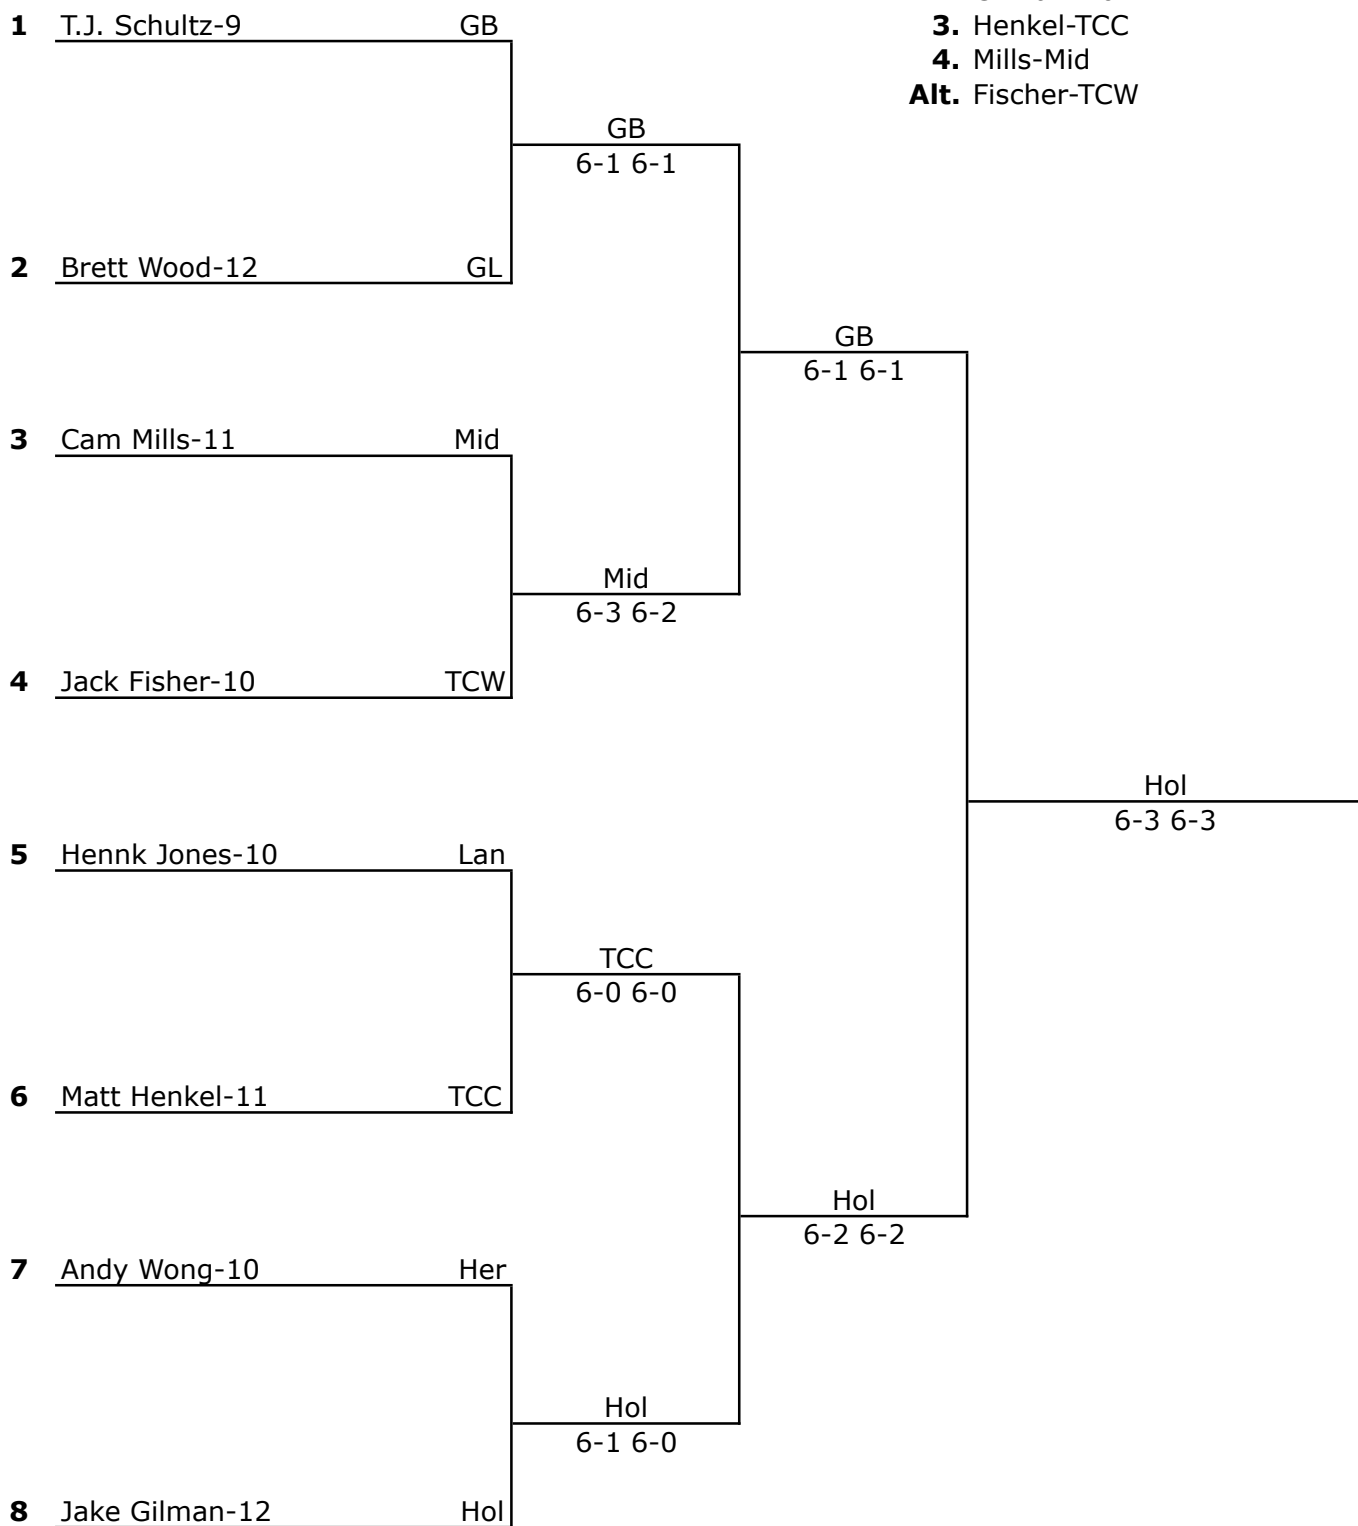 1 T.J. Schultz-9 GB
3. Henkel-TCC
4. Mills-Mid
Alt. Fischer-TCW
GB
6-1 6-1
2 Brett Wood-12 GL
GB
6-1 6-1
3 Cam Mills-11 Mid
Mid
6-3 6-2
4 Jack Fisher-10 TCW
Hol
6-3 6-3
5 Hennk Jones-10 Lan
TCC
6-0 6-0
6 Matt Henkel-11 TCC
Hol
6-2 6-2
7 Andy Wong-10 Her
Hol
6-1 6-0
8 Jake Gilman-12 Hol